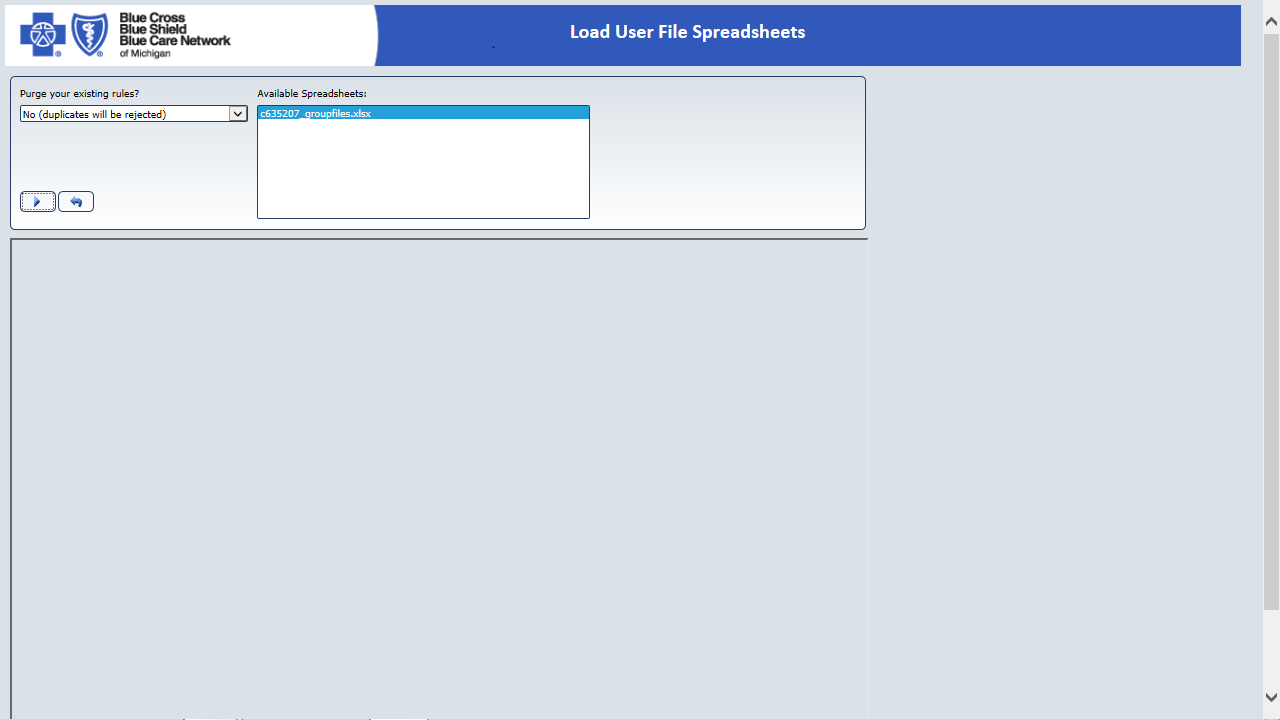 Blue Cross
Blue Shield
Blue Care Network
of Michigan
Load User File Spreadsheets
Purge your existing rules?
No (duplicates will be rejected)
Available Spreadsheets:
c635207_groupfiles.xlsx